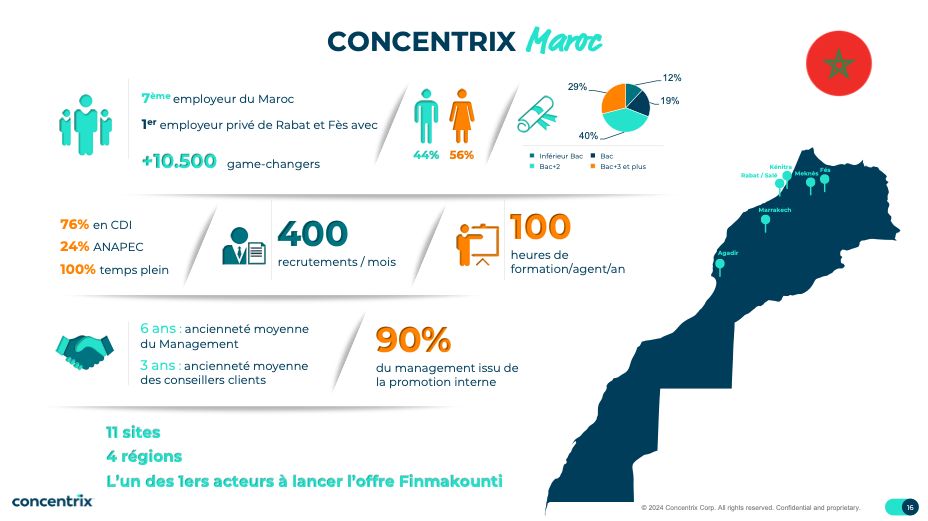 CONCENTRIX Maroc
7ème employeur du Maroc
1er employeur privé de Rabat et Fès avec
+10.500 game-changers
44% 56%
12%
19%
40%
29%
Inférieur Bac
Bac
Bac+2
Bac+3 et plus
76% en CDI
24% ANAPEC
100% temps plein
400
recrutements / mois
100
heures de
formation/agent/an
6 ans : ancienneté moyenne
du Management
3 ans : ancienneté moyenne
des conseillers clients
90%
du management issu de
la promotion interne
Kénitra
Rabat / Salé
Meknès
Fés
Marrakech
Agadir
11 sites
4 régions
L'un des 1ers acteurs à lancer l'offre Finmakounti
concentrix
© 2024 Concentrix Corp. All rights reserved. Confidential and proprietary.
16